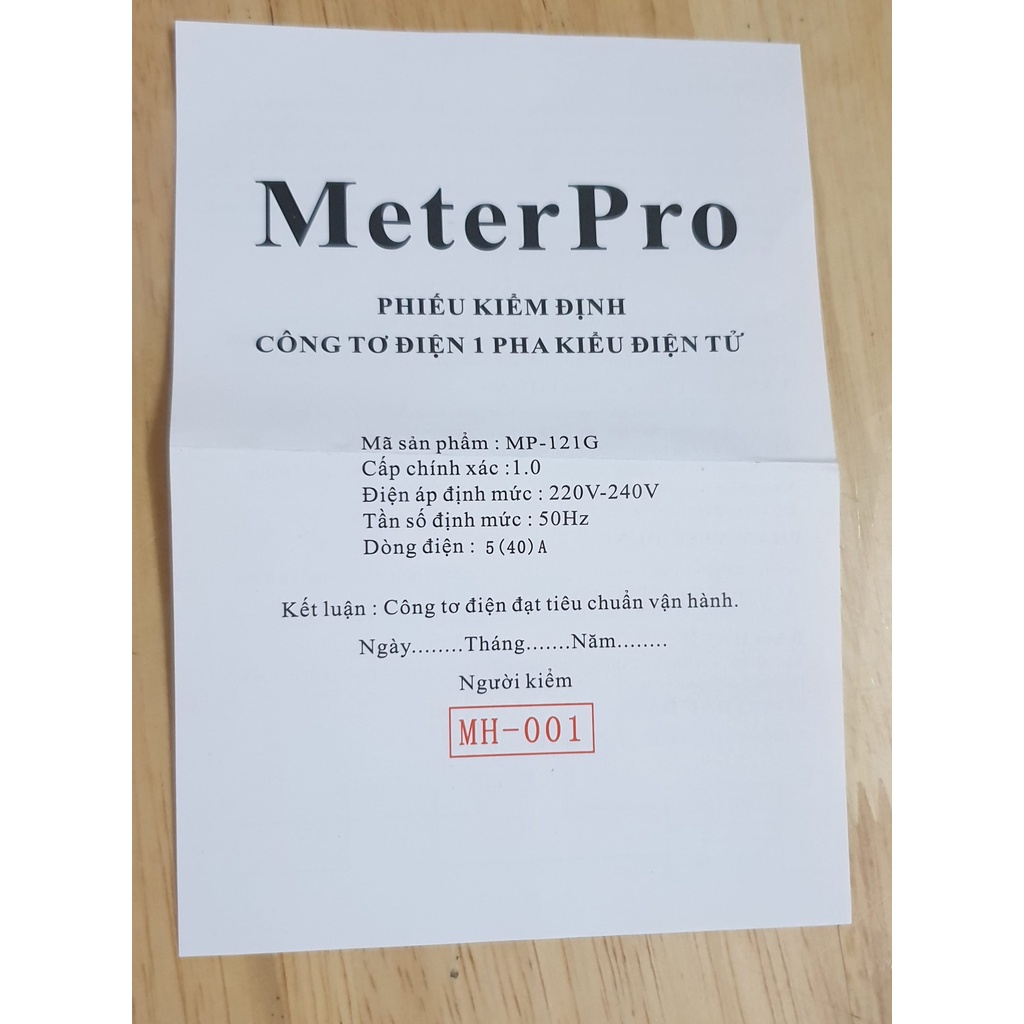 MeterPro
PHIẾU KIỂM ĐỊNH
CÔNG TƠ ĐIỆN 1 PHA KIỂU ĐIỆN TỬ
Mã sản phẩm : MP-121G
Cấp chính xác :1.0
Điện áp định mức : 220V-240V
Tần số định mức : 50Hz
Dòng điện : 5(40)A
Kết luận : Công tơ điện đạt tiêu chuẩn vận hành.
Ngày........Tháng.......Năm........
Người kiểm
MH-001